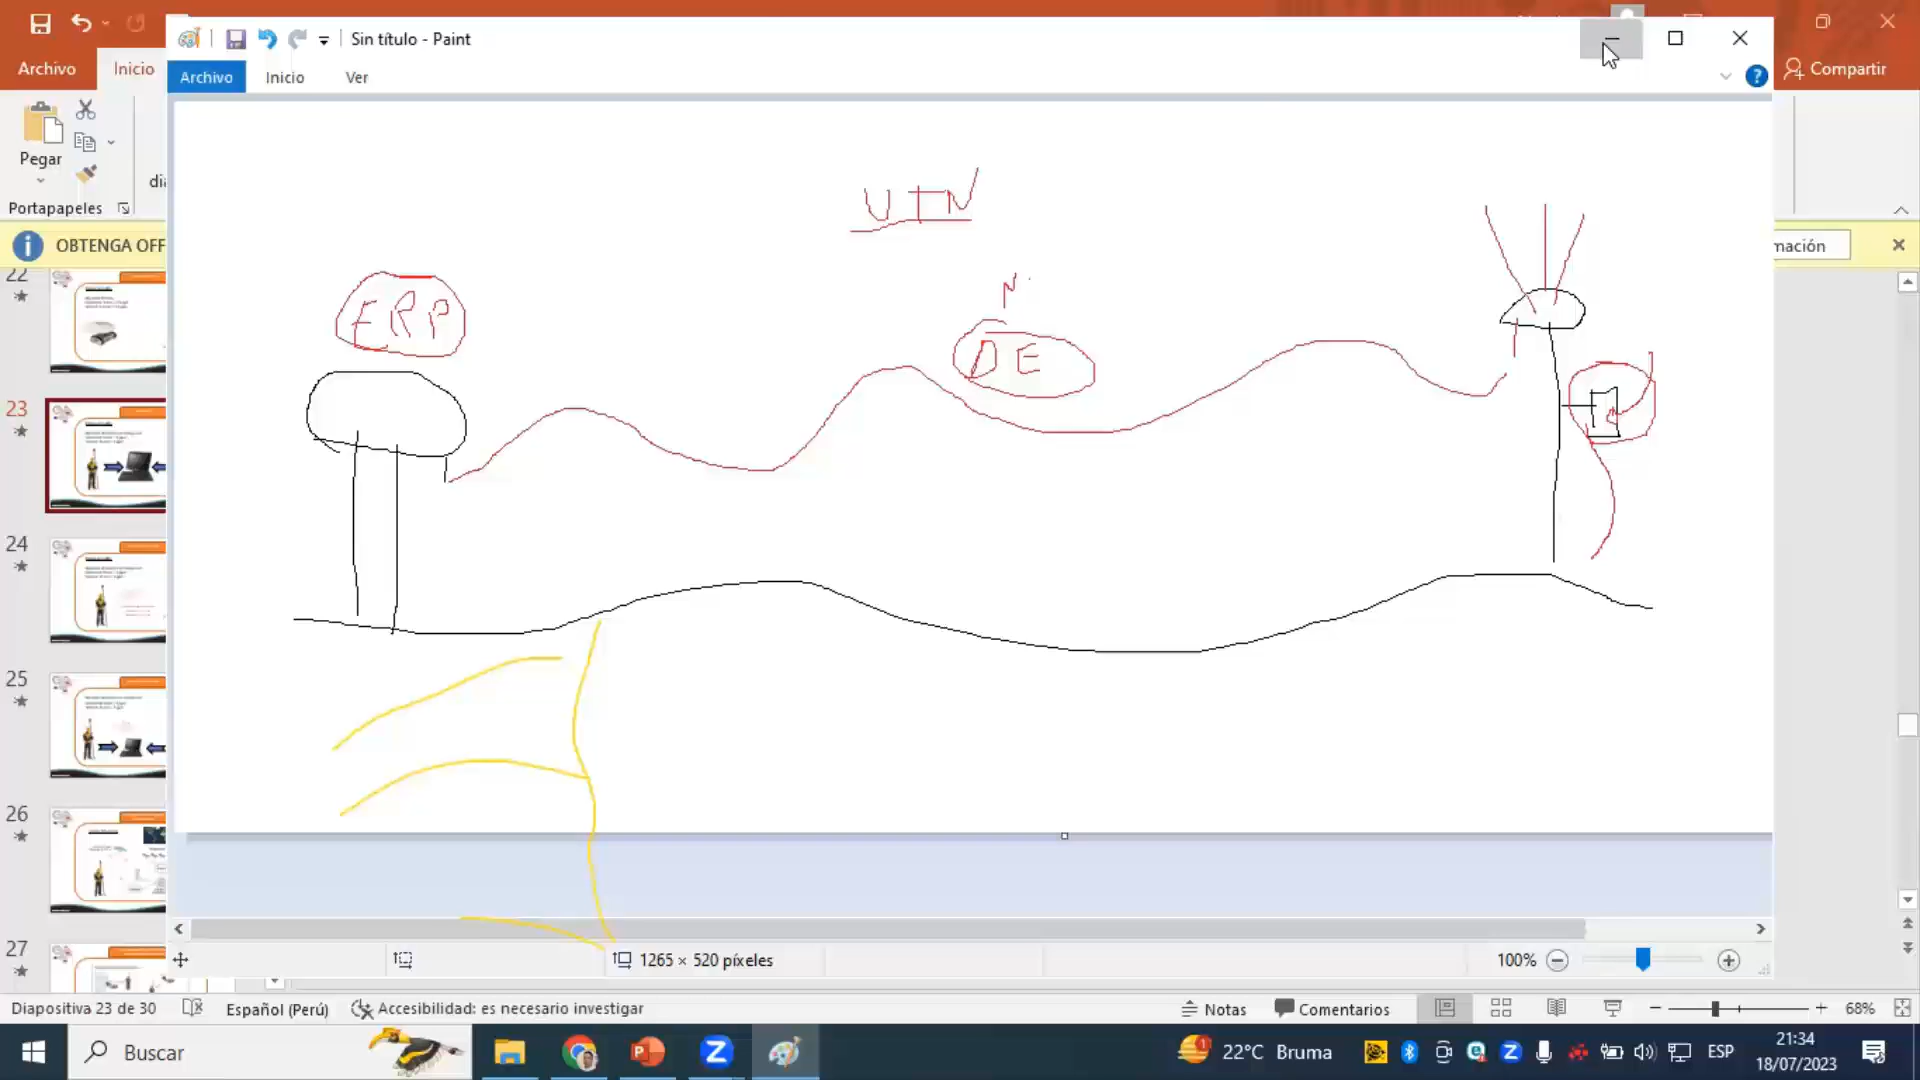 Sin título - Paint
Archivo Inicio Compartir
Archivo Inicio Ver
Pegar
Portapapeles
OBTENGA OFF
mación
UIN
ERP
N
DE
22
23
24
25
26
27
1265 × 520 píxeles
100%
Diapositiva 23 de 30
Español (Perú)
Accesibilidad: es necesario investigar
Notas
Comentarios
68%
Buscar
22°C Bruma
ESP
21:34
18/07/2023